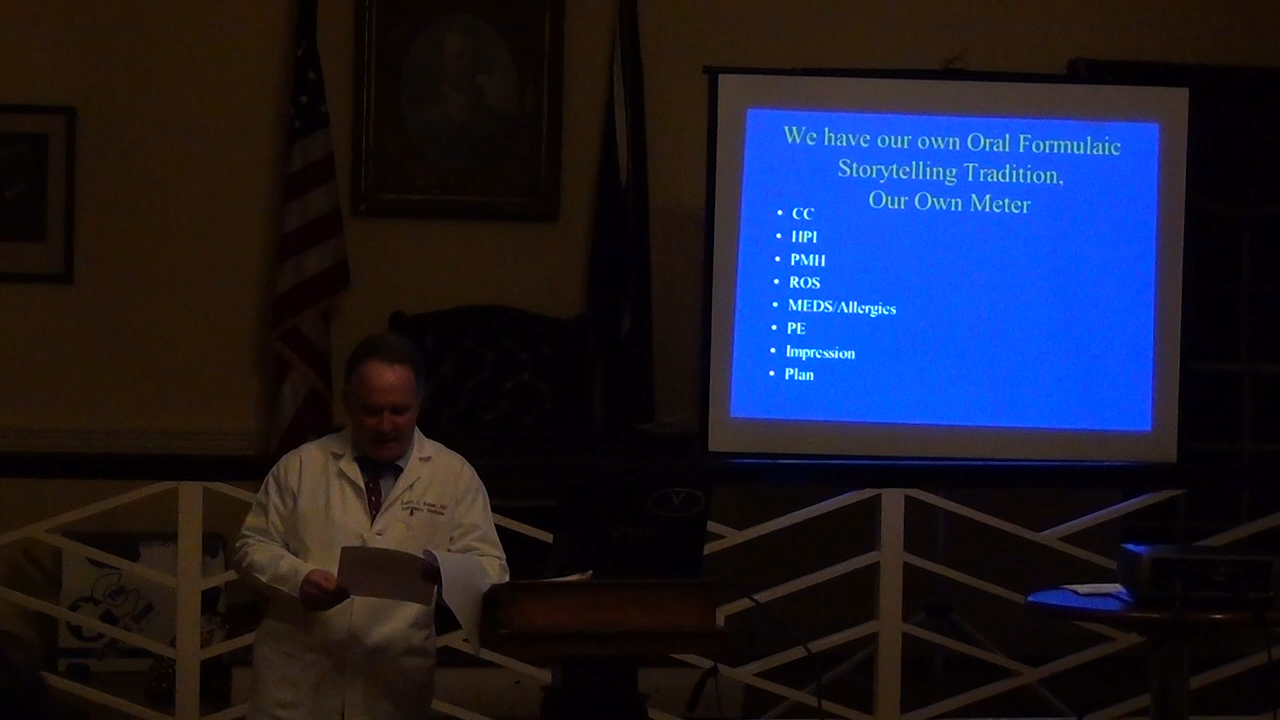 We have our own Oral Formulaic
Storytelling Tradition,
Our Own Meter
• CC
• HPI
• PMH
• ROS
• MEDS/Allergies
• PE
• Impression
• Plan